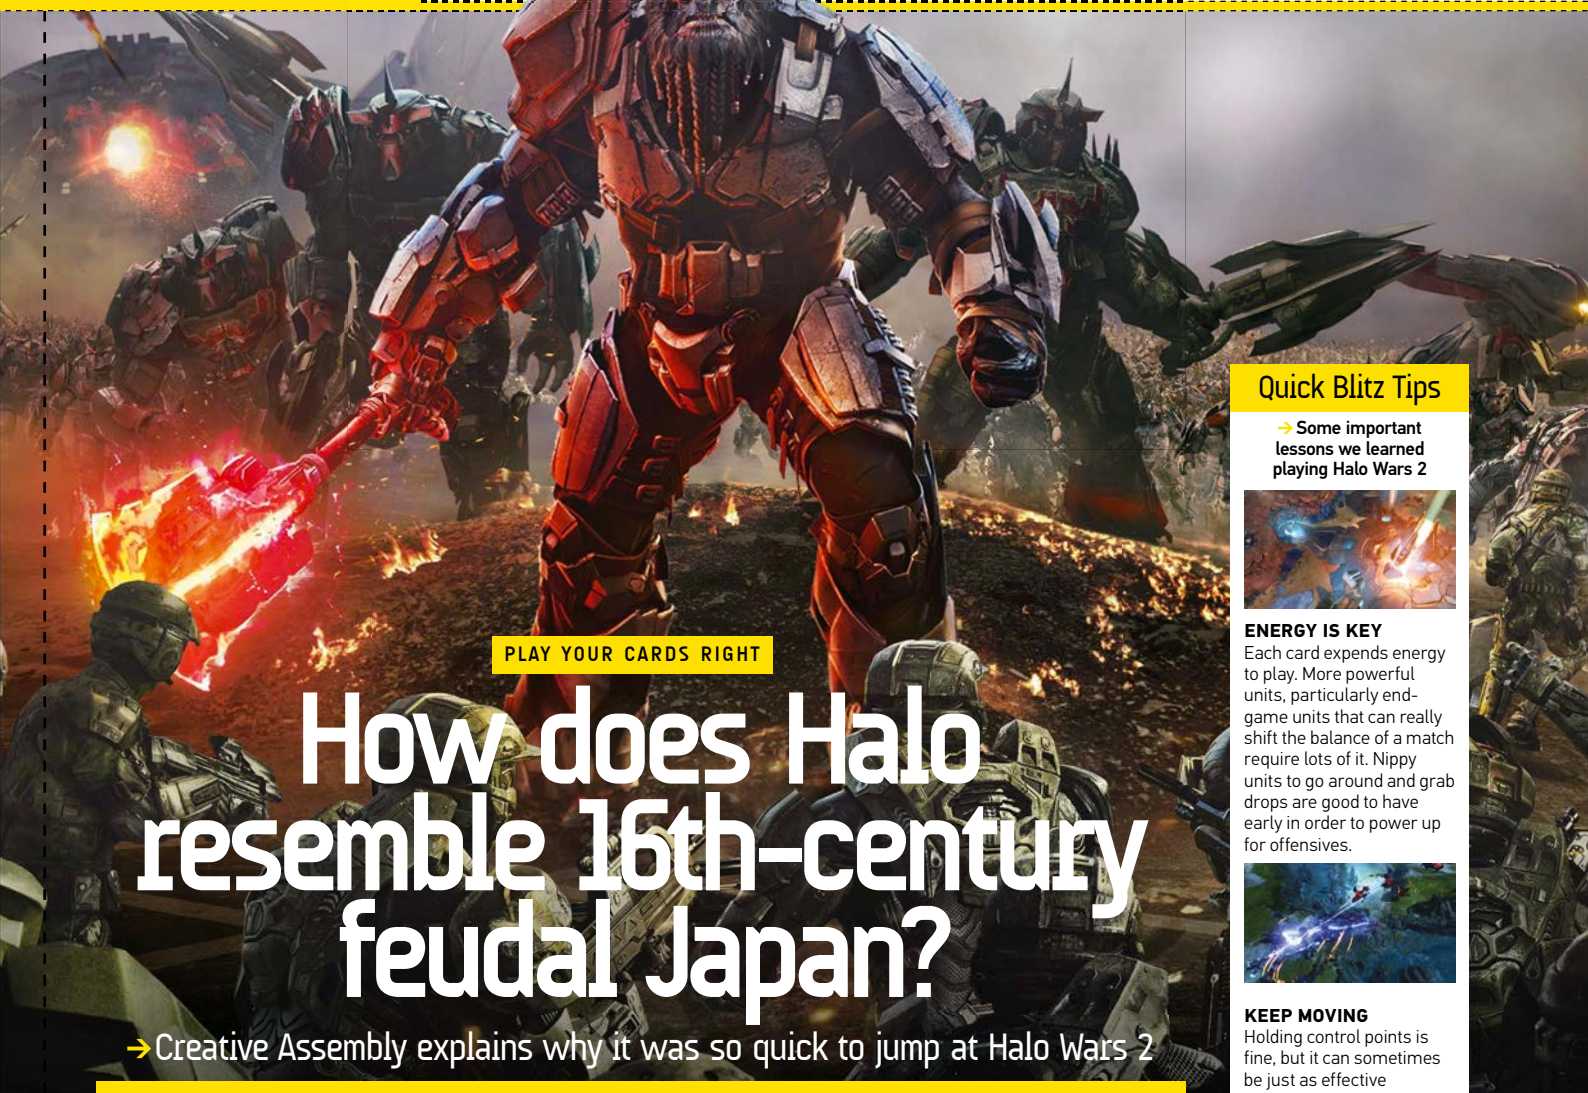 PLAY YOUR CARDS RIGHT
How does Halo
resemble 16th-century
feudal Japan?
→Creative Assembly explains why it was so quick to jump at Halo Wars 2
Quick Blitz Tips
→Some important
lessons we learned
playing Halo Wars 2
ENERGY IS KEY
Each card expends energy
to play. More powerful
units, particularly end-
game units that can really
shift the balance of a match
require lots of it. Nippy
units to go around and grab
drops are good to have
early in order to power up
for offensives.
KEEP MOVING
Holding control points is
fine, but it can sometimes
be just as effective